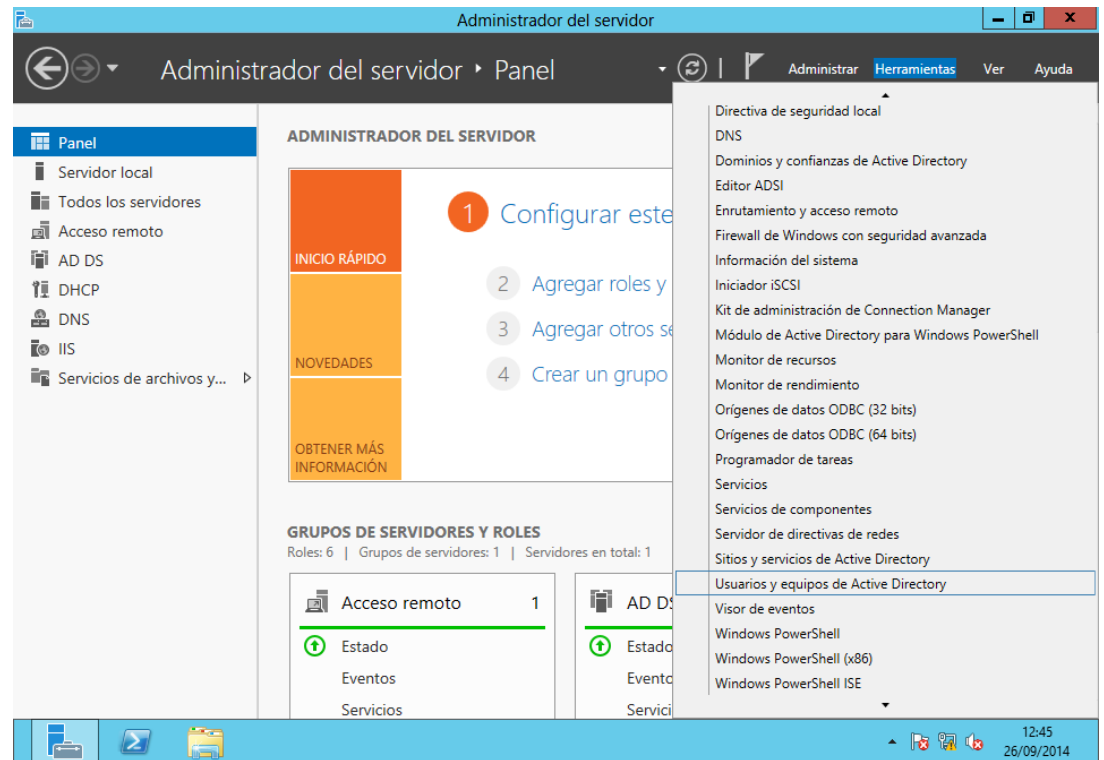 Administrador del servidor
Administrador del servidor ‣ Panel
Administrar Herramientas Ver Ayuda
Panel
Servidor local
Todos los servidores
Acceso remoto
AD DS
DHCP
DNS
IIS
Servicios de archivos y...
ADMINISTRADOR DEL SERVIDOR
INICIO RÁPIDO
NOVEDADES
OBTENER MÁS
INFORMACIÓN
1 Configurar este
2 Agregar roles y
3 Agregar otros se
4 Crear un grupo
GRUPOS DE SERVIDORES Y ROLES
Roles: 6 | Grupos de servidores: 1 | Servidores en total: 1
Acceso remoto 1
Estado
Eventos
Servicios
AD DS
Estado
Evento
Servici
Directiva de seguridad local
DNS
Dominios y confianzas de Active Directory
Editor ADSI
Enrutamiento y acceso remoto
Firewall de Windows con seguridad avanzada
Información del sistema
Iniciador iSCSI
Kit de administración de Connection Manager
Módulo de Active Directory para Windows PowerShell
Monitor de recursos
Monitor de rendimiento
Orígenes de datos ODBC (32 bits)
Orígenes de datos ODBC (64 bits)
Programador de tareas
Servicios
Servicios de componentes
Servidor de directivas de redes
Sitios y servicios de Active Directory
Usuarios y equipos de Active Directory
Visor de eventos
Windows PowerShell
Windows PowerShell (x86)
Windows PowerShell ISE
12:45
26/09/2014